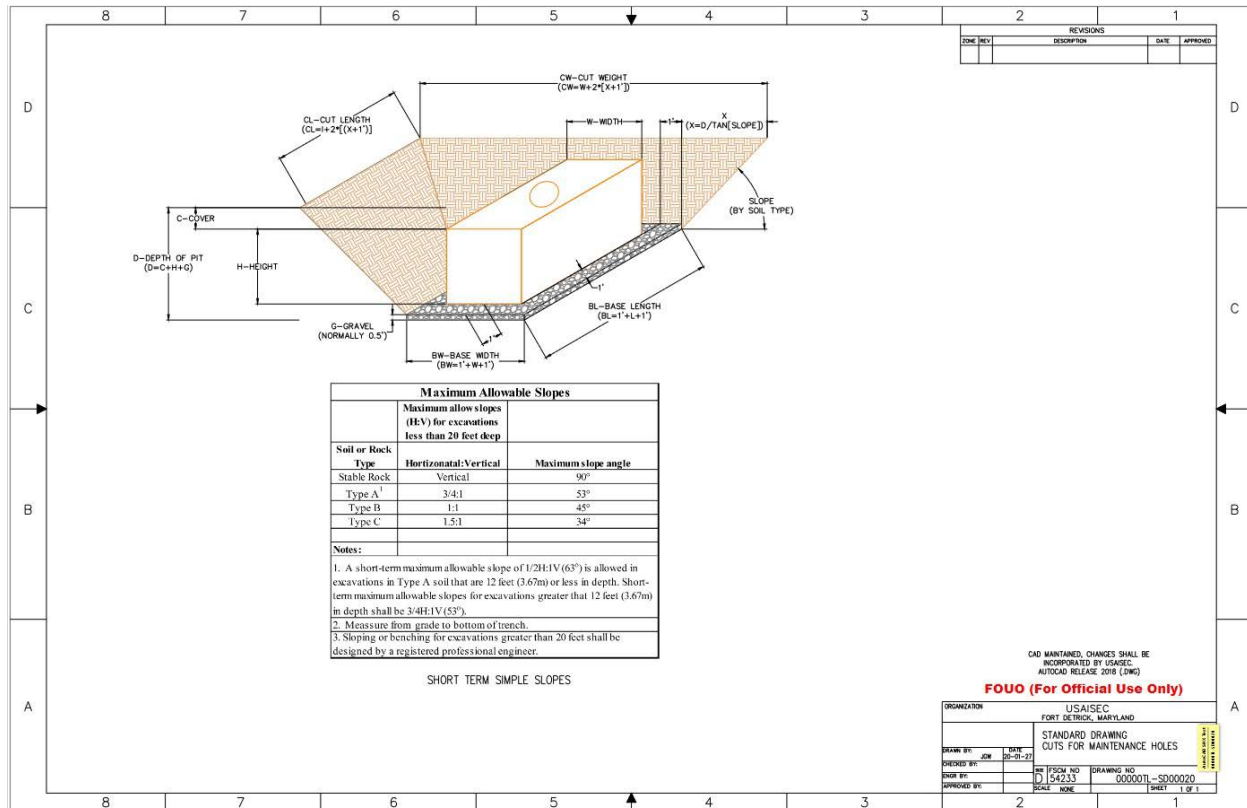 8 7 6 5 4 3 2 1
REVISIONS
ZONE REV DESCRIPTION DATE APPROVED
D
D
CW-CUT WEIGHT
(CW=W+2*[X+1'])
CL-CUT LENGTH
(CL=l+2*[(X+1')]
W-WIDTH
1'
X
(X=D/TAN[SLOPE])
SLOPE
(BY SOIL TYPE)
C-COVER
D-DEPTH OF PIT
(D=C+H+G)
H-HEIGHT
C
C
1'
BL-BASE LENGTH
(BL=1'+L+1')
G-GRAVEL
(NORMALLY 0.5')
1'
BW-BASE WIDTH
(BW=1'+W+1')
Maximum Allowable Slopes
Maximum allow slopes
(H:V) for excavations
less than 20 feet deep
Soil or Rock
Type Hortizonatal:Vertical Maximum slope angle
Stable Rock Vertical 90°
Type A¹ 3/4:1 53°
Type B 1:1 45°
Type C 1.5:1 34°
Notes:
1. A short-term maximum allowable slope of 1/2H:1V (63°) is allowed in
excavations in Type A soil that are 12 feet (3.67m) or less in depth. Short-
term maximum allowable slopes for excavations greater that 12 feet (3.67m)
in depth shall be 3/4H:1V (53°).
2. Meassure from grade to bottom of trench.
3. Sloping or benching for excavations greater than 20 feet shall be
designed by a registered professional engineer.
SHORT TERM SIMPLE SLOPES
B
B
A
A
CAD MAINTAINED, CHANGES SHALL BE
INCORPORATED BY USAISEC.
AUTOCAD RELEASE 2018 (.DWG)
FOUO (For Official Use Only)
ORGANIZATION
USAISEC
FORT DETRICK, MARYLAND
STANDARD DRAWING
CUTS FOR MAINTENANCE HOLES
DRAWN BY: JGW
DATE 20-01-27
CHECKED BY:
ENGR BY:
APPROVED BY:
SIZE D
FSCM NO 54233
DRAWING NO 00000TL-SD00020
SCALE NONE
SHEET 1 OF 1
8 7 6 5 4 3 2 1